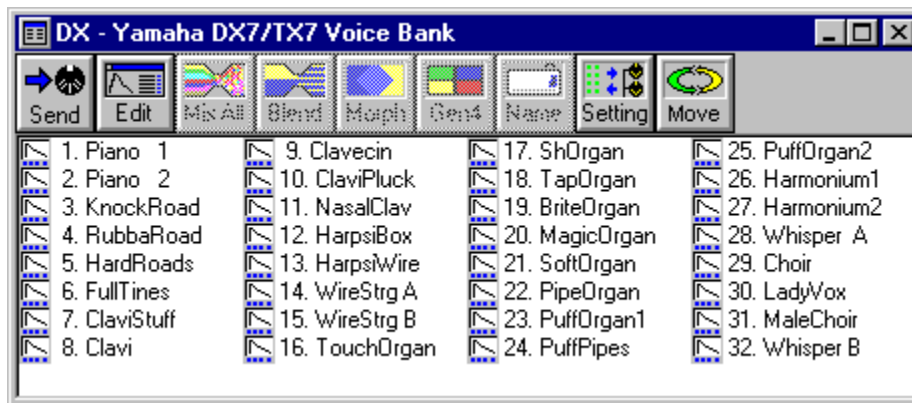 DX - Yamaha DX7/TX7 Voice Bank
Send Edit Mix All Blend Morph Gen4 Name Setting Move
1. Piano 1
2. Piano 2
3. KnockRoad
4. RubbaRoad
5. HardRoads
6. FullTines
7. ClaviStuff
8. Clavi
9. Clavecin
10. ClaviPluck
11. NasalClav
12. HarpsiBox
13. HarpsiWire
14. WireStrg A
15. WireStrg B
16. TouchOrgan
17. ShOrgan
18. TapOrgan
19. BriteOrgan
20. MagicOrgan
21. SoftOrgan
22. PipeOrgan
23. PuffOrgan1
24. PuffPipes
25. PuffOrgan2
26. Harmonium1
27. Harmonium2
28. Whisper A
29. Choir
30. LadyVox
31. MaleChoir
32. Whisper B